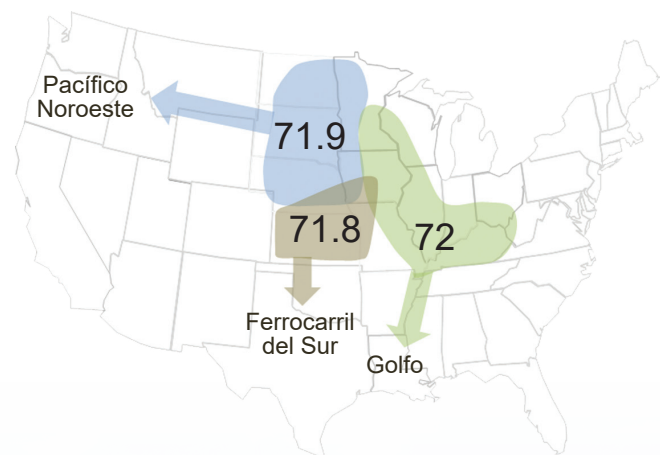 Pacífico
Noroeste
71.9
71.8
72
Ferrocarril
del Sur
Golfo